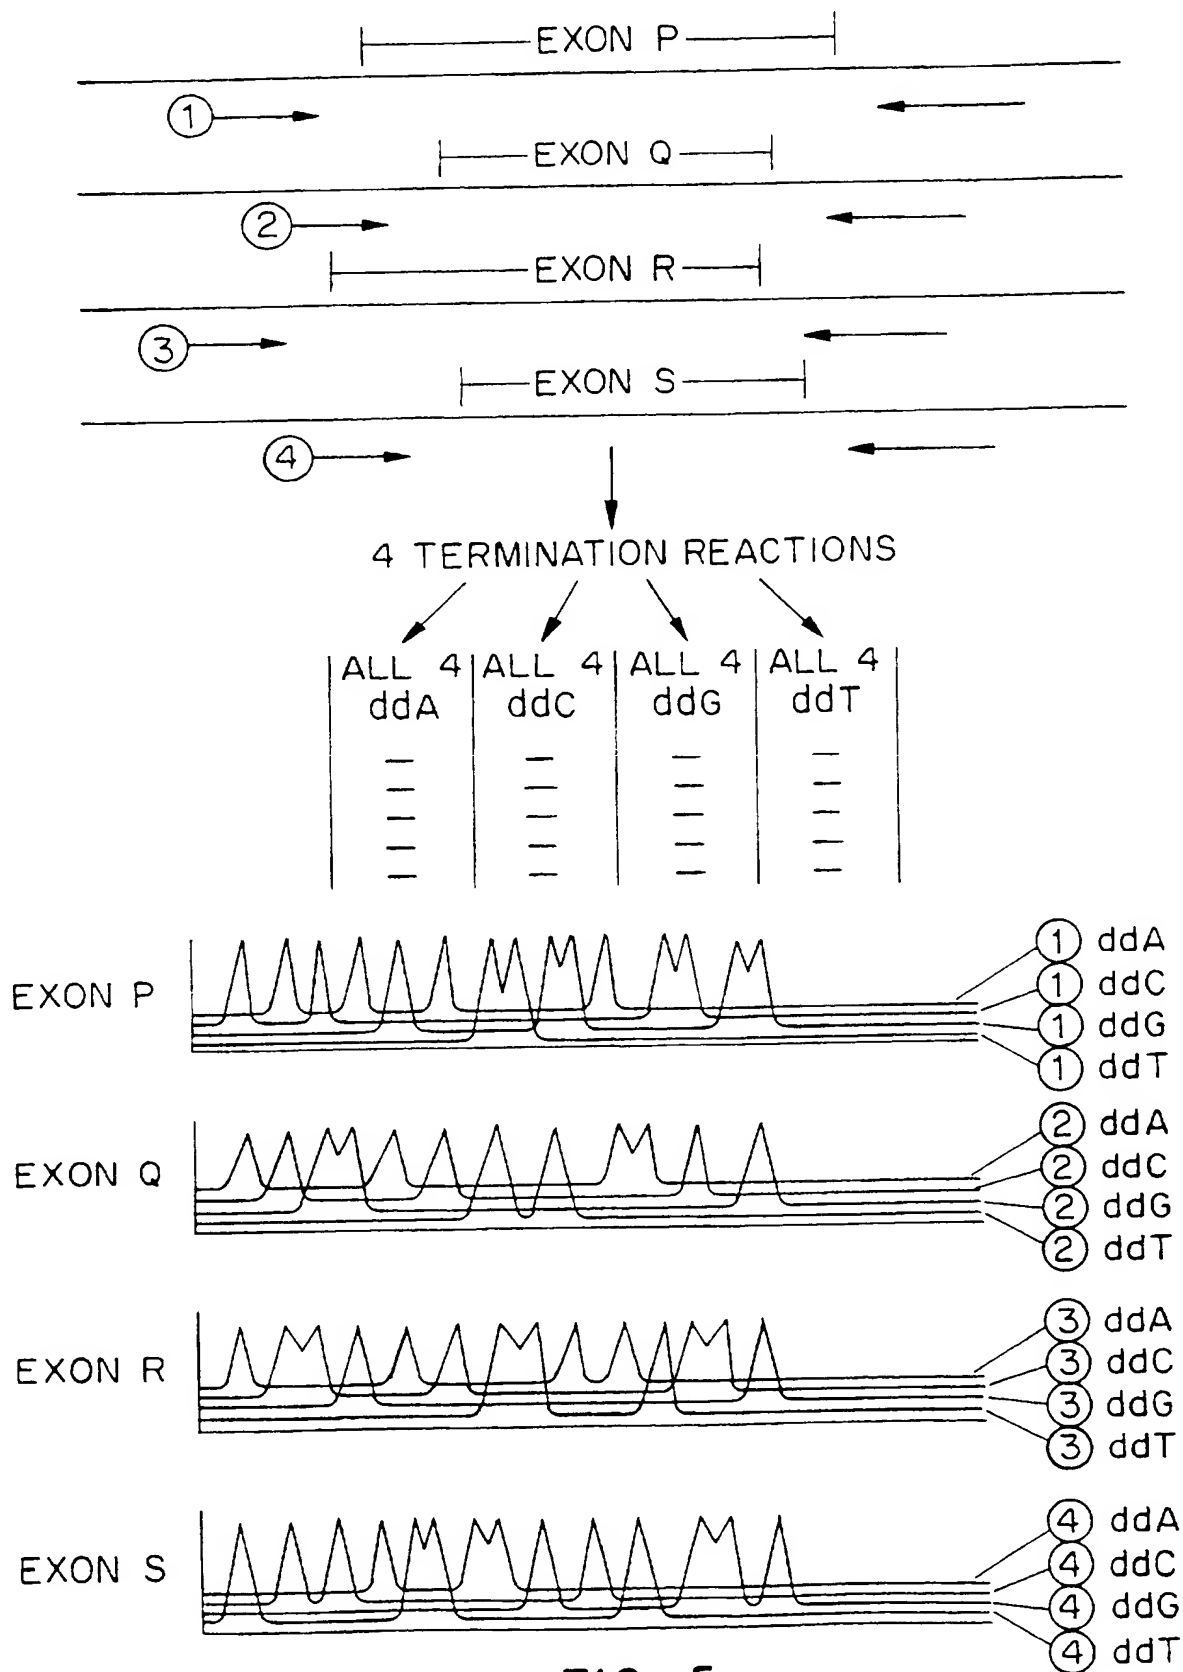 EXON P
①
EXON Q
②
EXON R
③
EXON S
④
4 TERMINATION REACTIONS
ALL 4 ALL 4 ALL 4 ALL 4
ddA ddC ddG ddT
EXON P
① ddA
① ddC
① ddG
① ddT
EXON Q
② ddA
② ddC
② ddG
② ddT
EXON R
③ ddA
③ ddC
③ ddG
③ ddT
EXON S
④ ddA
④ ddC
④ ddG
④ ddT